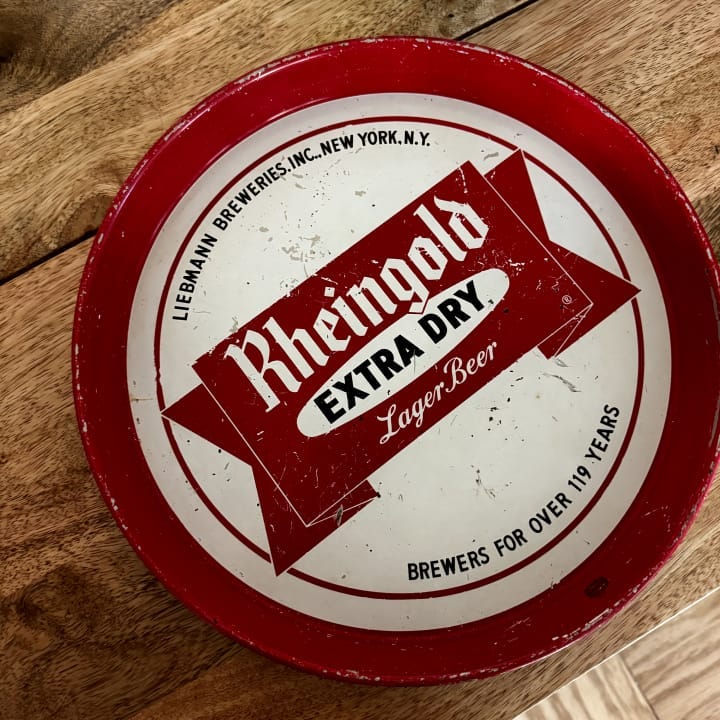 LIEBMANN BREWERIES.INC., NEW YORK, N.Y.
Rheingold
EXTRA DRY
Lager Beer
®
BREWERS FOR OVER 119 YEARS